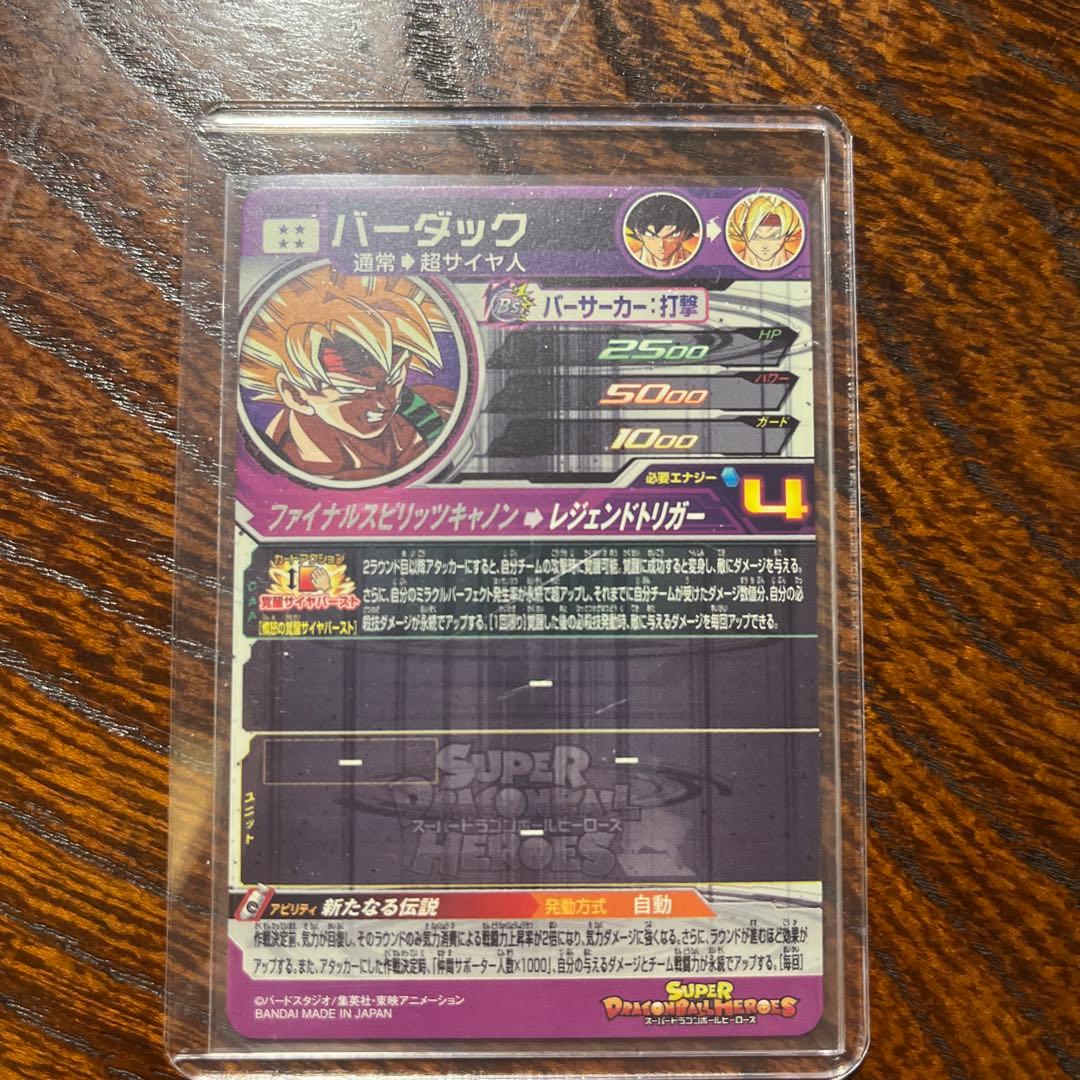 バーダック
通常➡超サイヤ人
Bs バーサーカー:打撃
2500 HP
5000 パワー
1000 ガード
必要エナジー 4
ファイナルスピリッツキャノン➡レジェンドトリガー
カードアクション
覚醒サイヤバースト
[憤怒の覚醒サイヤバースト]
2ラウンド目以降アタッカーにすると、自分チームの攻撃時に覚醒可能。覚醒に成功すると変身し、敵にダメージを与える。
さらに、自分のミラクルパーフェクト発生率が永続で超アップし、それまでに自分チームが受けたダメージ数値分、自分の必
殺技ダメージが永続でアップする。[1回限り]覚醒した後の必殺技発動時、敵に与えるダメージを毎回アップできる。
ー
ユニット
ー
ー
ー
SUPER
DRAGONBALL
スーパードラゴンボールヒーローズ
HEROES
アビリティ 新たなる伝説 発動方式 自動
作戦決定前、気力が回復し、そのラウンドのみ気力消費による戦闘力上昇率が2倍になり、気力ダメージに強くなる。さらに、ラウンドが進むほど効果が
アップする。また、アタッカーにした作戦決定時、「仲間サポーター人数×1000」、自分の与えるダメージとチーム戦闘力が永続でアップする。[毎回]
©バードスタジオ/集英社・東映アニメーション
BANDAI MADE IN JAPAN
SUPER
DRAGONBALL HEROES
スーパードラゴンボールヒーローズ